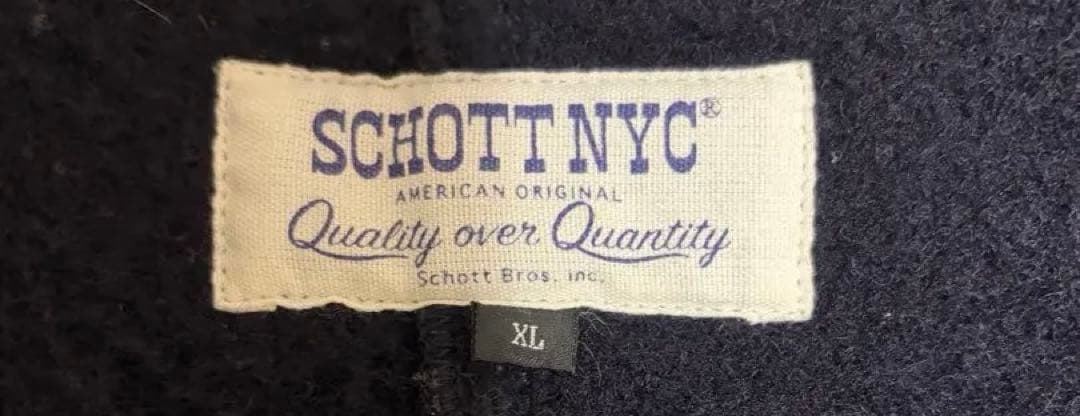 SCHOTT NYC®
AMERICAN ORIGINAL
Quality over Quantity
Schott Bros. inc.
XL